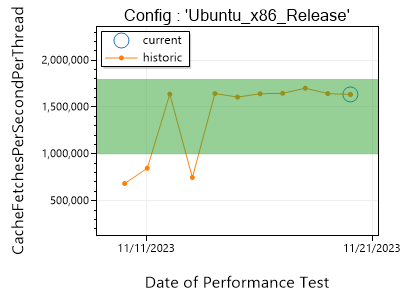 Config : 'Ubuntu_x86_Release'
current
historic
CacheFetchesPerSecondPerThread
2,000,000
1,500,000
1,000,000
500,000
11/11/2023
11/21/2023
Date of Performance Test